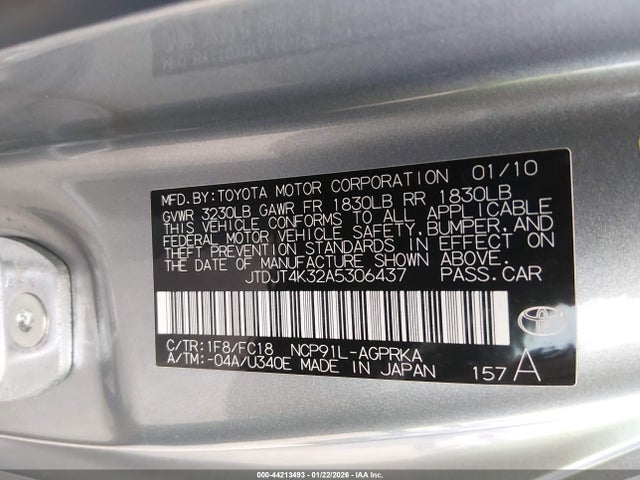 MFD.BY:TOYOTA MOTOR CORPORATION 01/10
GVWR 3230LB GAWR FR 1830LB RR 1830LB
THIS VEHICLE CONFORMS TO ALL APPLICABLE
FEDERAL MOTOR VEHICLE SAFETY,BUMPER,AND
THEFT PREVENTION STANDARDS IN EFFECT ON
THE DATE OF MANUFACTURE SHOWN ABOVE.
JTDJT4K32A5306437 PASS.CAR
C/TR:1F8/FC18 NCP91L-AGPRKA
A/TM:-04A/U340E MADE IN JAPAN
157 A
TOYOTA
000-44213493 - 01/22/2026 - IAA Inc.